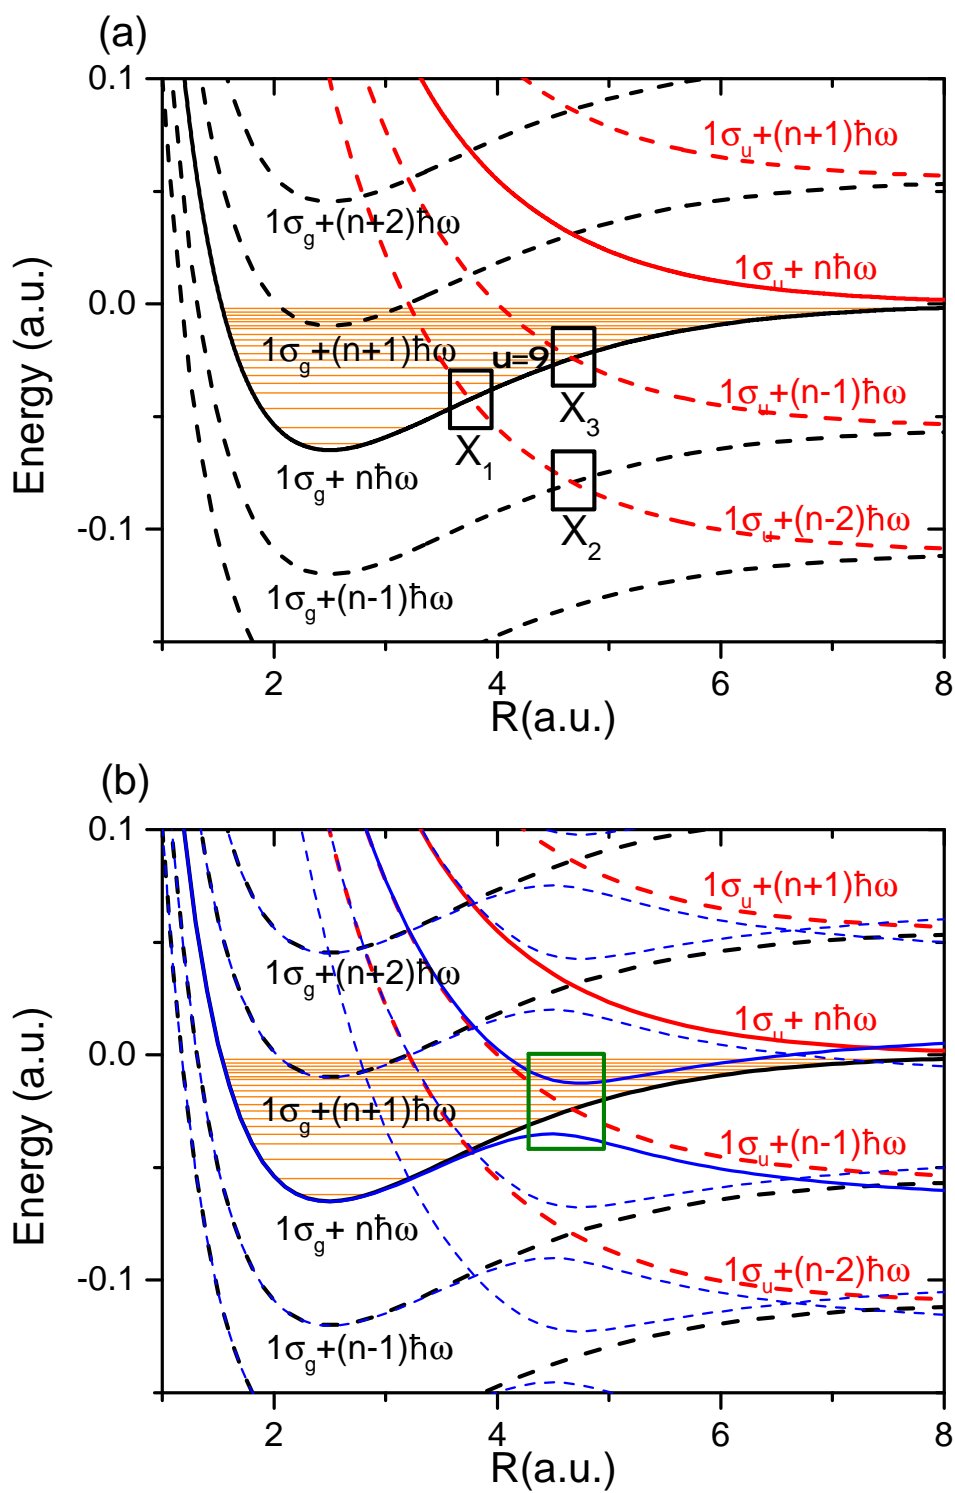 (a)
0.1
1σu+(n+1)ħω
1σg+(n+2)ħω
1σu+ nħω
0.0
1σg+(n+1)ħω
υ=9
X3
1σu+(n-1)ħω
X1
1σg+ nħω
X2
1σu+(n-2)ħω
-0.1
1σg+(n-1)ħω
Energy (a.u.)
2 4 6 8
R(a.u.)
(b)
0.1
1σu+(n+1)ħω
1σg+(n+2)ħω
1σu+ nħω
0.0
1σg+(n+1)ħω
1σu+(n-1)ħω
1σg+ nħω
1σu+(n-2)ħω
-0.1
1σg+(n-1)ħω
Energy (a.u.)
2 4 6 8
R(a.u.)